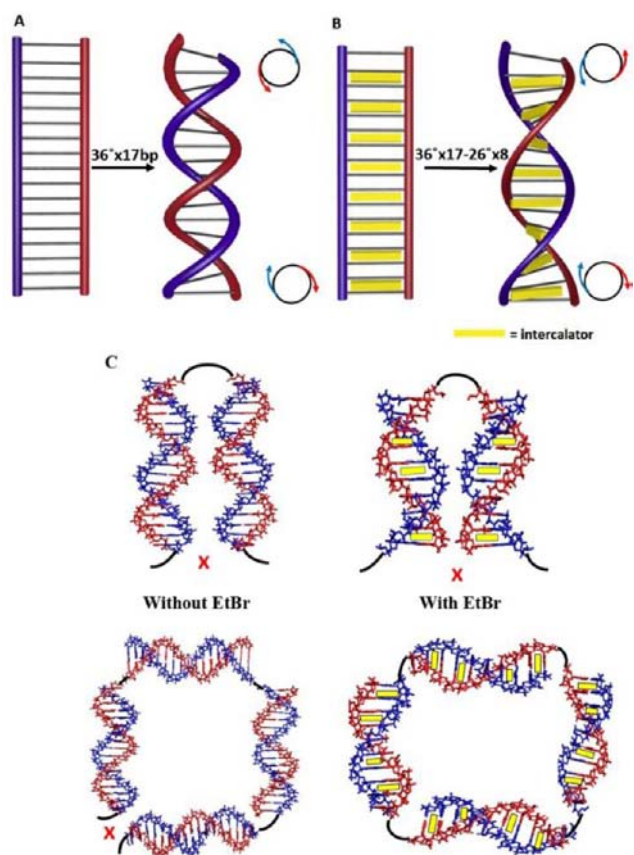 A
B
36˚x17bp
36˚x17-26˚x8
= intercalator
C
X
X
Without EtBr
With EtBr
X